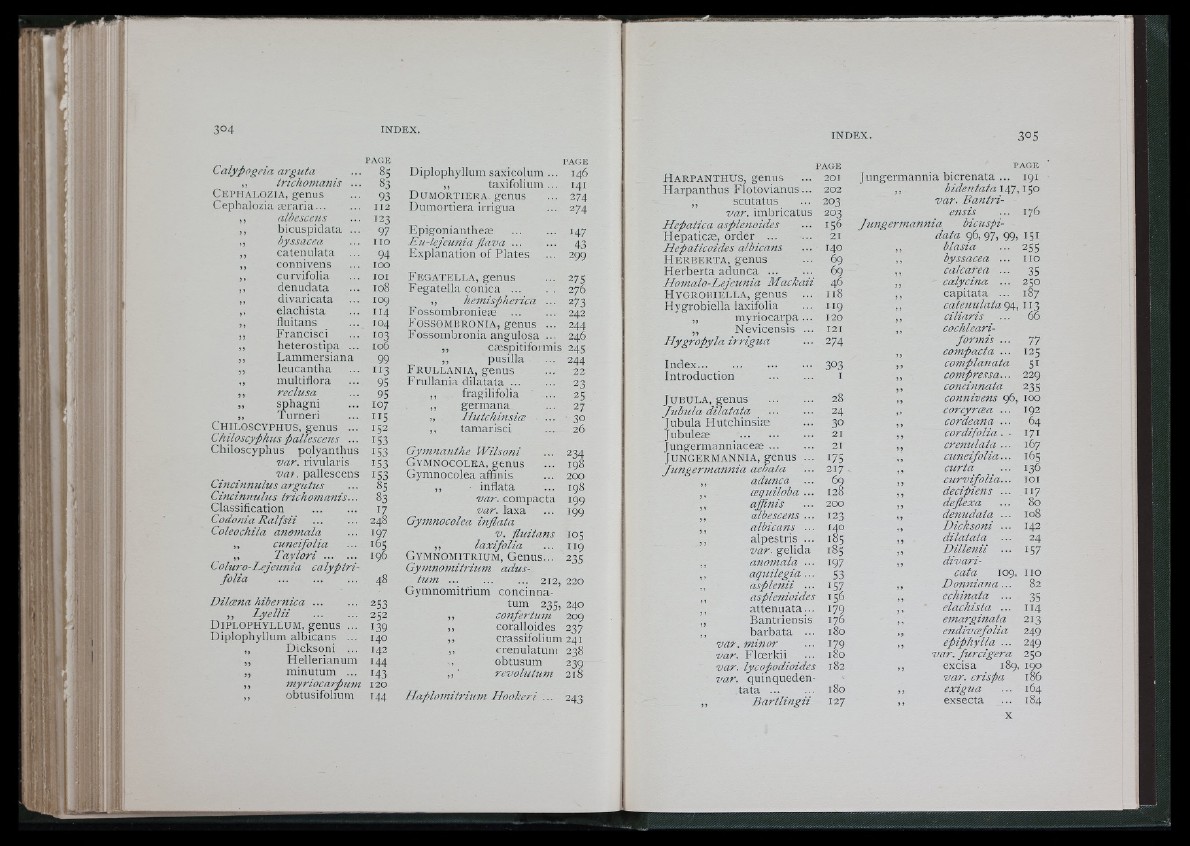 304
INDEX.
PAGE
Calypogeia arguta ... 85
„ trichomanis ... 83
CEPHALOZIA, genus ... 93
Cephalozia æraria ... ... 112
„ albescens ... 123
„ bicuspidata ... 97
„ byssacea ... 110
„ catenulata ... 94
„ connivens ... 100
„ curvifolia ... 101
„ denudata ... 108
„ divaricata ... 109
„ elachista ... 114
„ fluitans ... 104
„ Francisci ... 103
„ heterostipa ... 106
„ Lammersiana 99
„ leucantha ... 113
„ multiflora ... 95
„ reclusa ... 95
„ sphagni ... 107
„ Turneri ... 115
CHILOSCYPHUS, genus ... 152
Chiloscyphus pallescens ... 153
Chiloscyphus polyanthus 153
var. rivularis 153
var. pallescens 153
Cincinnulus argutus ... 85
Cincinnulus trichomanis... 83
Classification ... ... 17
Codonia Ralfsii ... ... 248
Coleochila anomala ... 197
„ cuneifolia ... 165
„ Taylori ... ... 196
Coluro-Lejeunia calyptri-
folia ... ... ... 48
Dilœna hibernica ... ... 253
„ Lyellii ... ... 252
DIPLOPHYLLUM, genus ... 139
Diplophyllum albicans ... 140
„ Dicksoni ... 142
„ Hellerianum 144
„ minutum ... 143
„ myriocarpum 120
„ obtusifolium 144
PAGE
Diplophyllum saxicolum ... 146
„ taxifolium ... 141
DUMORTIERA genus ... 274
Dumortiera irrigua ... 274
Epigoniantheæ ... ... 147
Eu-lejeunia flava ... ... 43
Explanation of Plates ... 299
FEGATELLA, genus ... 275
Fegatella conica ... ... 276
„ hemispherica ... 273
Fossombronieæ ... ... 242
FOSSOMBRONIA, genus ... 244
Fossombronia angulosa ... 246
„ cæspitiformis 245
„ pusilla ... 244
FRULLANIA, genus ... 22
Frullania dilatata ... ... 23
„ fragilifolia ... 25
„ germana ... 27
„ Hutchinsiæ ... 30
„ tamarisci ... 26
Gymnanthe Wilsoni ... 234
GYMNOCOLEA, genus ... 198
Gymnocolea affinis ... 200
„ inflata ... 198
var. compacta 199
var. laxa ... 199
Gymnocolea inflata
v. fluitans 105
„ laxifolia ... 119
GYMNOMITRIUM, Genus... 235
Gymnomitrium adus-
tum ... ... ... 212, 220
Gymnomitrium concinna-
tum 235, 240
„ confertum 209
„ coralloides 237
„ crassifolium 241
„ crenulatum 238
„ obtusum 239
„ revolutum 218
Haplomitrium Hookeri ... 243
INDEX.
305
PAGE
HARPANTHUS, genus ... 201
Harpanthus Flotovianus... 202
„ scutatus ... 203
var. imbricatus 203
Hepatica asplenoides ... 156
Hepaticæ, order ... ... 21
Hepaticoides albicans ... 140
HERBERTA, genus ... 69
Herberta adunca ... ... 69
Homalo-Lejeunia Mackaii 46
HYGROBIELLA, genus ... 118
Hygrobiella laxifolia ... 119
„ myriocarpa ... 120
„ Nevicensis ... 121
Hygropyla irrigua ... 274
Index... ... ... ... 303
Introduction ... ... 1
JUBULA, genus ... ... 28
Jubula dilatata ... ... 24
Jubula Hutchinsiæ ... 30
Jubuleæ ... ... ... 21
Jungermanniaceæ ... ... 21
JUNGERMANNIA, genus ... 175
Jungermannia aebata ... 217
„ adunca ... 69
„ æquiloba ... 128
„ affinis ... 200
„ albescens ... 123
„ albicans ... 140
„ alpestris ... 185
var. gelida 185
„ anomala ... 197
„ aquilegia ... 53
„ asplenii ... 157
„ asplenioides 156
„ attenuata ... 179
„ Bantriensis 176
„ barbata ... 180
var. minor ... 179
var. Flœrkii ... 180
var. lycopodioides 182
var. quinqueden-
tata ... ... 180
„ Bartlingii 127
PAGE
Jungermannia bicrenata ... 191
„ bidentata 147, 150
var. Bantri-
ensis ... 176
Jungermannia bicuspi-
data 96, 97, 99, 151
„ blasia ... 255
„ byssacea ... 110
„ calcarea ... 35
„ calycina ... 250
„ capitata ... 187
„ catenulata 94, 113
„ ciliaris ... 66
„ cochleari-
formis ... 77
„ compacta ... 125
„ complanata 51
„ compressa... 229
„ concinnata 235
„ connivens 96, 100
„ corcyræa ... 192
„ cordeana ... 64
„ cordifolia ... 171
„ crenulata ... 167
„ cuneifolia... 165
„ curta ... 136
„ curvifolia... 101
„ decipiens ... 117
„ deflexa ... 80
„ denudata ... 108
„ Dicksoni ... 142
„ dilatata ... 24
„ Dillenii ... 157
„ divari-
cata 109, 110
„ Donniana ... 82
„ echinata ... 35
„ elachista ... 114
„ emarginata 213
„ endiviæfolia 249
„ epiphylla ... 249
var. furcigera 250
„ excisa 189, 190
var. crispa 186
„ exigua ... 164
„ exsecta ... 184
X